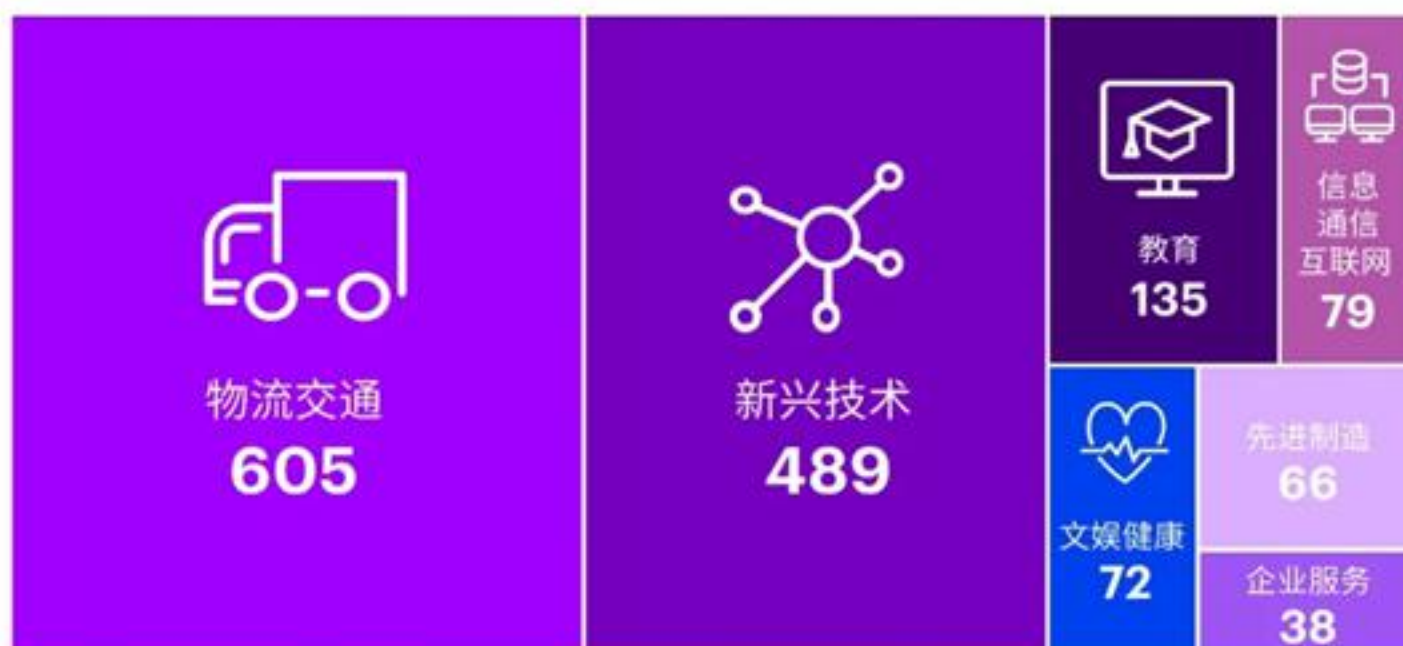 物流交通
605
新兴技术
489
教育
135
信息
通信
互联网
79
文娱健康
72
先进制造
66
企业服务
38